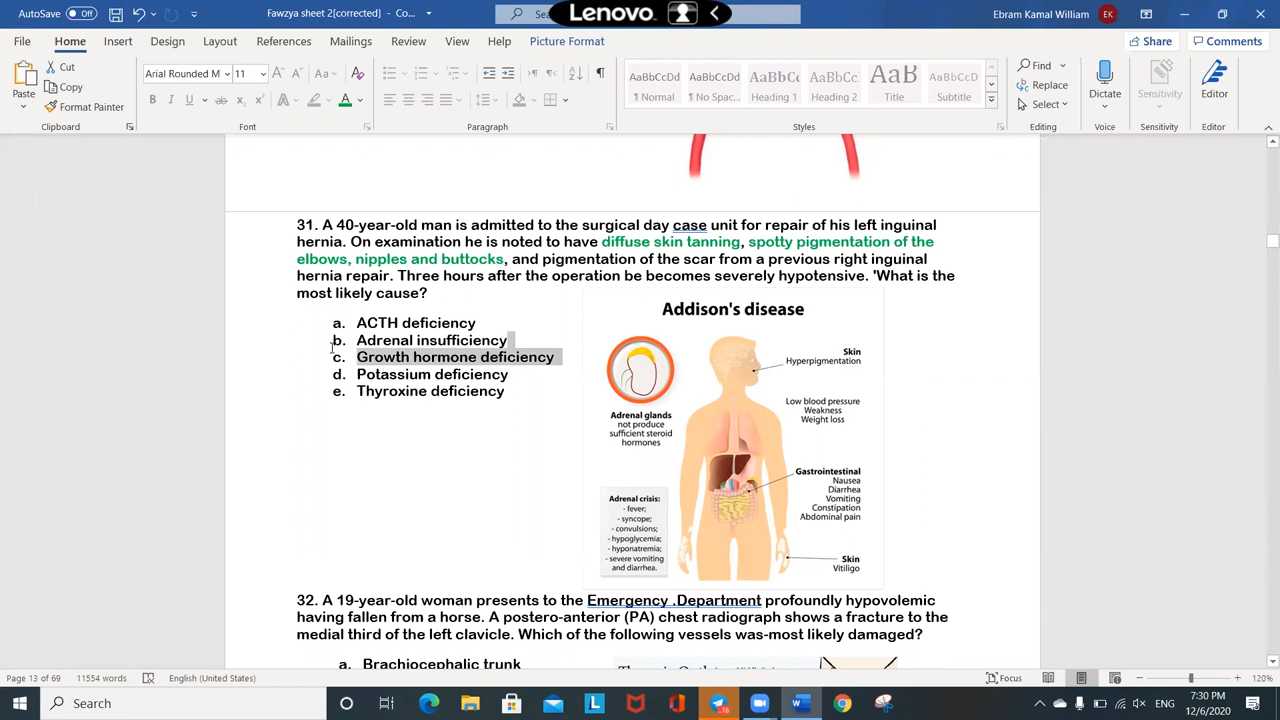 AutoSave Off
Fawzya sheet (2)
Saved
Lenovo
Ebram Kamal William EK
File Home Insert Design Layout References Mailings Review View Help Picture Format
Share Comments
Paste
Cut
Copy
Format Painter
Arial Rounded M 11
AaBbCcDd AaBbCcDd AaBbCc AaBbCc AaB AaBbCcD
¶ Normal ¶ No Spac... Heading 1 Heading 2 Title Subtitle
Find
Replace
Select
Dictate Sensitivity Editor
Clipboard Font Paragraph Styles Editing Voice Sensitivity Editor
31. A 40-year-old man is admitted to the surgical day case unit for repair of his left inguinal
hernia. On examination he is noted to have diffuse skin tanning, spotty pigmentation of the
elbows, nipples and buttocks, and pigmentation of the scar from a previous right inguinal
hernia repair. Three hours after the operation be becomes severely hypotensive. 'What is the
most likely cause?
a. ACTH deficiency
b. Adrenal insufficiency
c. Growth hormone deficiency
d. Potassium deficiency
e. Thyroxine deficiency
Addison's disease
Skin
Hyperpigmentation
Low blood pressure
Weakness
Weight loss
Adrenal glands
not produce
sufficient steroid
hormones
Gastrointestinal
Nausea
Diarrhea
Vomiting
Constipation
Abdominal pain
Adrenal crisis:
- fever;
- syncope;
- convulsions;
- hypoglycemia;
- hyponatremia;
- severe vomiting
and diarrhea.
Skin
Vitiligo
32. A 19-year-old woman presents to the Emergency .Department profoundly hypovolemic
having fallen from a horse. A postero-anterior (PA) chest radiograph shows a fracture to the
medial third of the left clavicle. Which of the following vessels was-most likely damaged?
a. Brachiocephalic trunk
11554 words English (United States) Focus 120%
Search
7:30 PM
12/6/2020